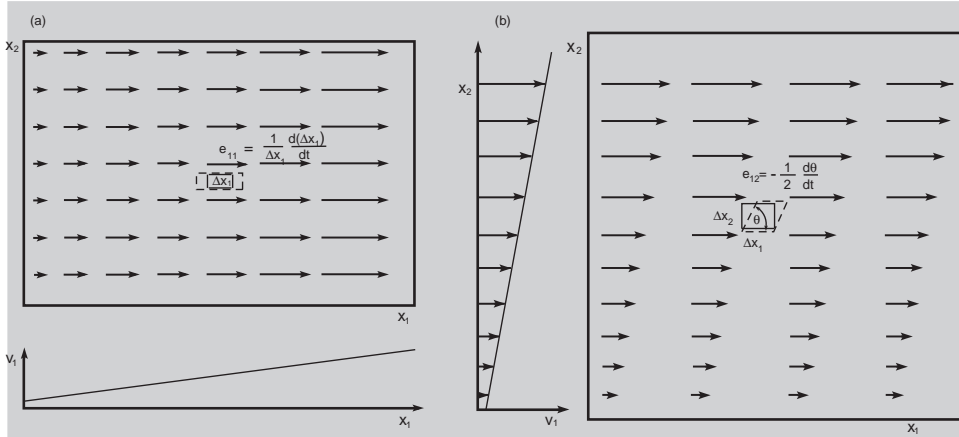 (a)
x₂
e₁₁ = 1/Δx₁ d(Δx₁)/dt
Δx₁
x₁
v₁
x₁
(b)
x₂
v₁
x₂
e₁₂= - 1/2 dθ/dt
Δx₂
θ
Δx₁
x₁